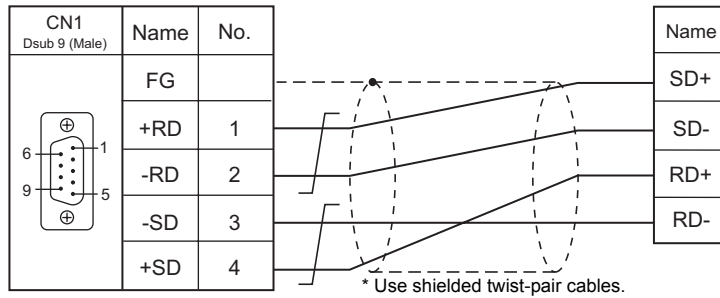 CN1
Dsub 9 (Male)
Name
No.
Name
FG
SD+
+RD
1
SD-
-RD
2
RD+
-SD
3
RD-
+SD
4
6
1
9
5
* Use shielded twist-pair cables.